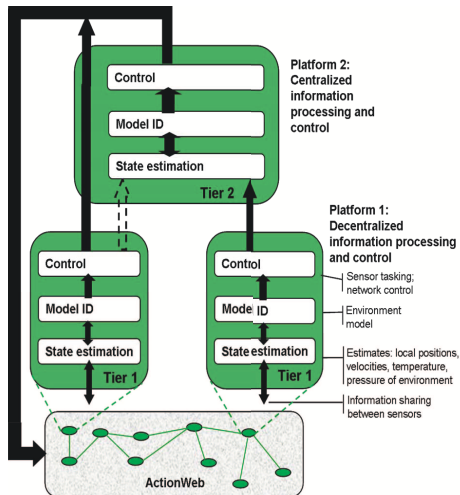 Platform 2:
Centralized
information
processing and
control
Control
Model ID
State estimation
Tier 2
Platform 1:
Decentralized
information processing
and control
Control
Model ID
State estimation
Tier 1
Control
Model ID
State estimation
Tier 1
Sensor tasking;
network control
Environment
model
Estimates: local positions,
velocities, temperature,
pressure of environment
Information sharing
between sensors
ActionWeb